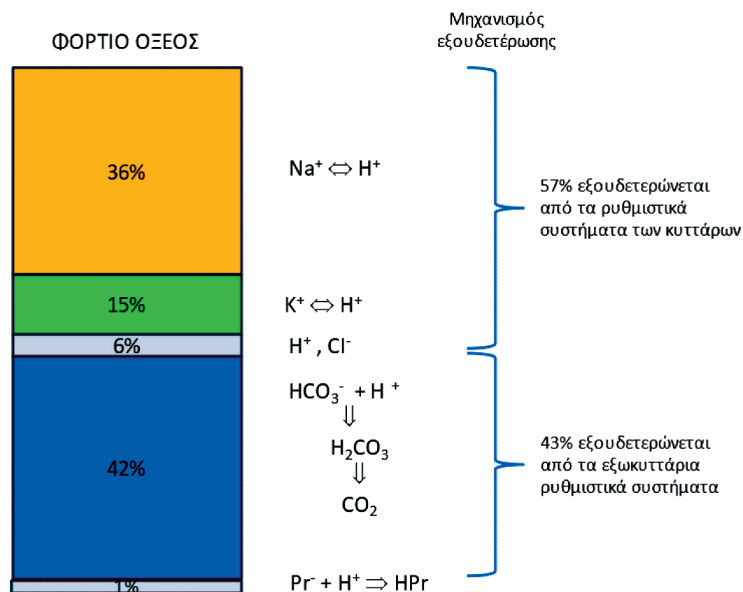 ΦΟΡΤΙΟ ΟΞΕΟΣ
Μηχανισμός
εξουδετέρωσης
36%
Na⁺ ⇔ H⁺
57% εξουδετερώνεται
από τα ρυθμιστικά
συστήματα των κυττάρων
15%
K⁺ ⇔ H⁺
6%
H⁺ , Cl⁻
HCO₃⁻ + H ⁺
⇓
H₂CO₃
⇓
CO₂
42%
43% εξουδετερώνεται
από τα εξωκυττάρια
ρυθμιστικά συστήματα
1%
Pr⁻ + H⁺ ⇒ HPr